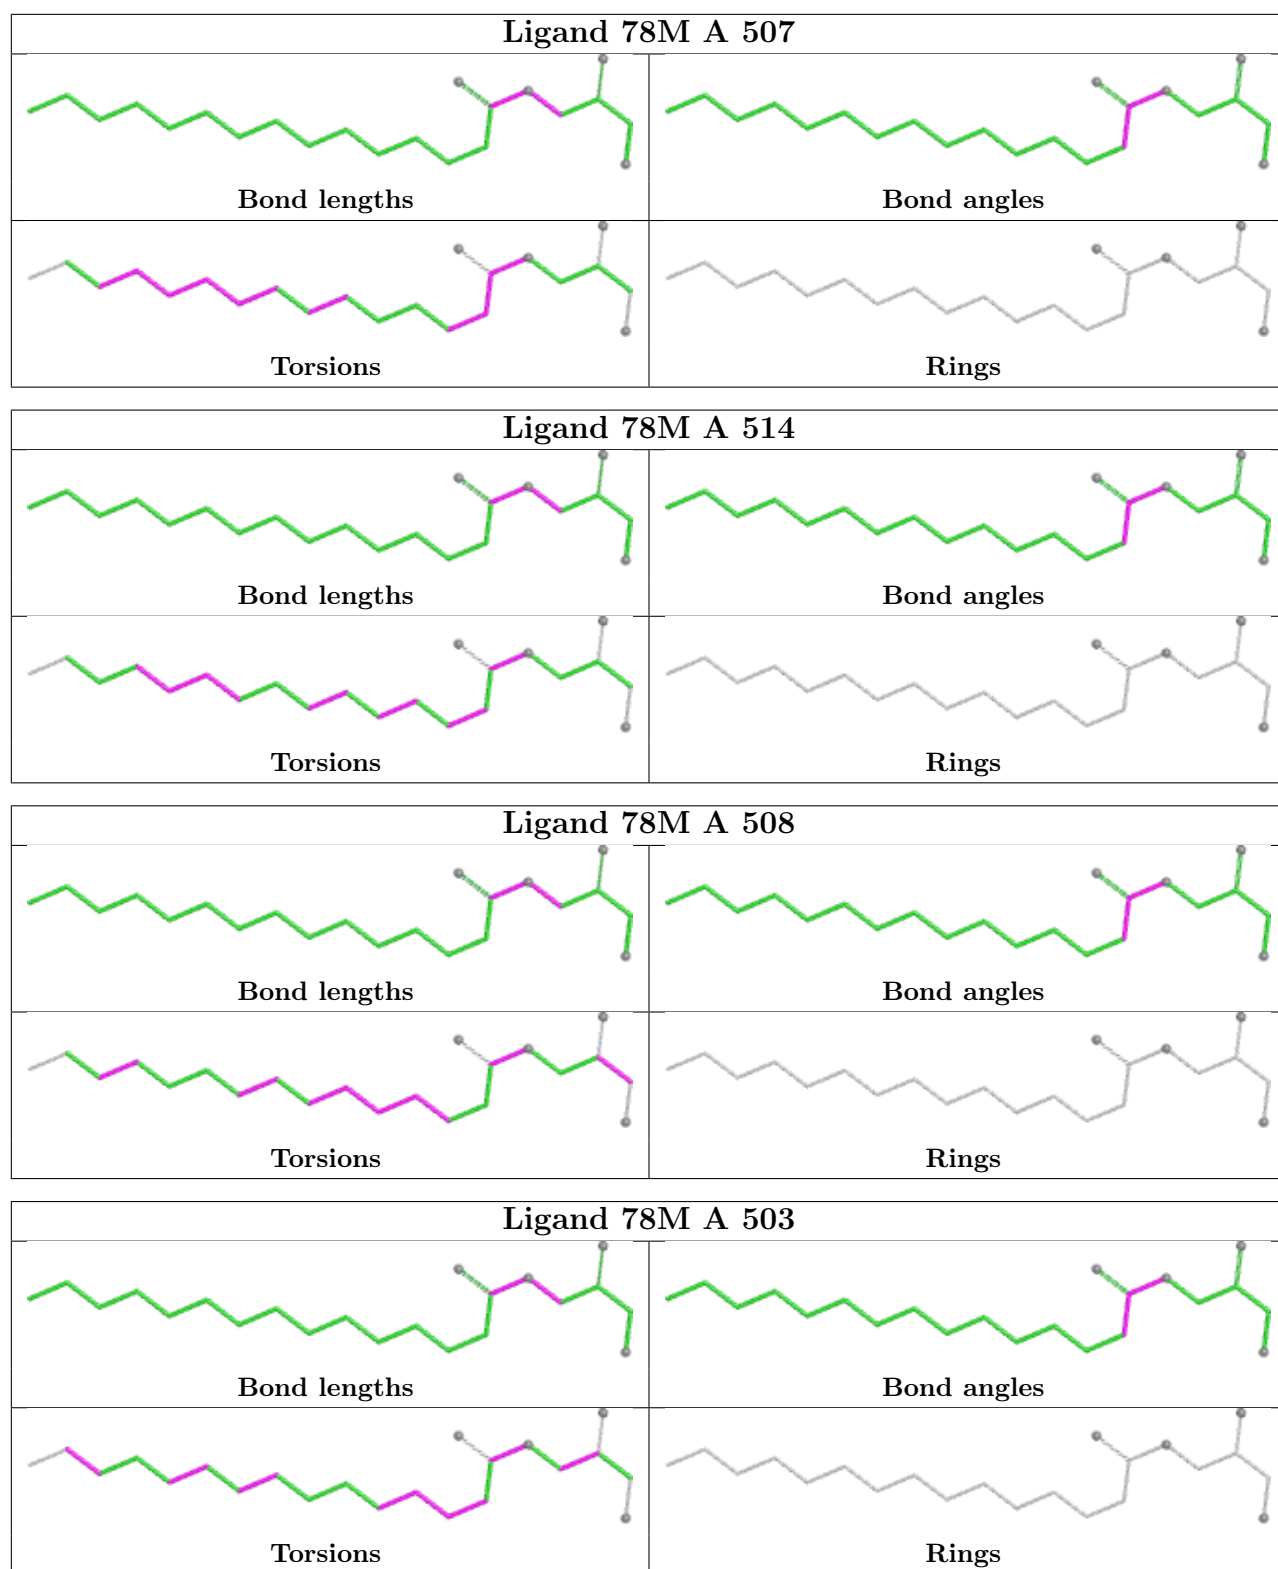 Ligand 78M A 507
Bond lengths
Bond angles
Torsions
Rings
Ligand 78M A 514
Bond lengths
Bond angles
Torsions
Rings
Ligand 78M A 508
Bond lengths
Bond angles
Torsions
Rings
Ligand 78M A 503
Bond lengths
Bond angles
Torsions
Rings